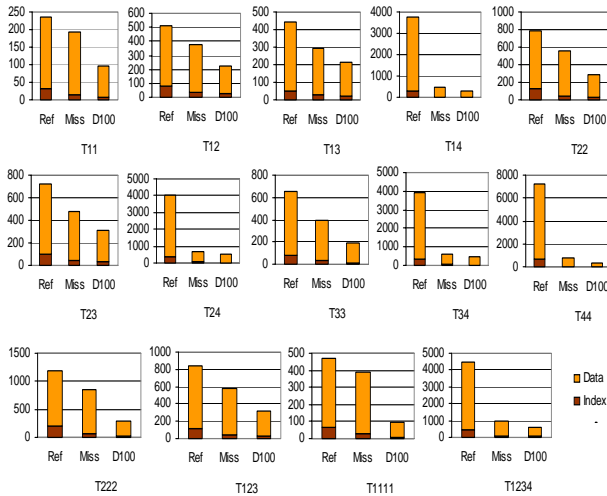 250
200
150
100
50
0
Ref Miss D100
T11
600
500
400
300
200
100
0
Ref Miss D100
T12
500
400
300
200
100
0
Ref Miss D100
T13
4000
3000
2000
1000
0
Ref Miss D100
T14
1000
800
600
400
200
0
Ref Miss D100
T22
800
600
400
200
0
Ref Miss D100
T23
5000
4000
3000
2000
1000
0
Ref Miss D100
T24
800
600
400
200
0
Ref Miss D100
T33
5000
4000
3000
2000
1000
0
Ref Miss D100
T34
8000
6000
4000
2000
0
Ref Miss D100
T44
1500
1000
500
0
Ref Miss D100
T222
1000
800
600
400
200
0
Ref Miss D100
T123
500
400
300
200
100
0
Ref Miss D100
T1111
5000
4000
3000
2000
1000
0
Ref Miss D100
T1234
Data
Index
-